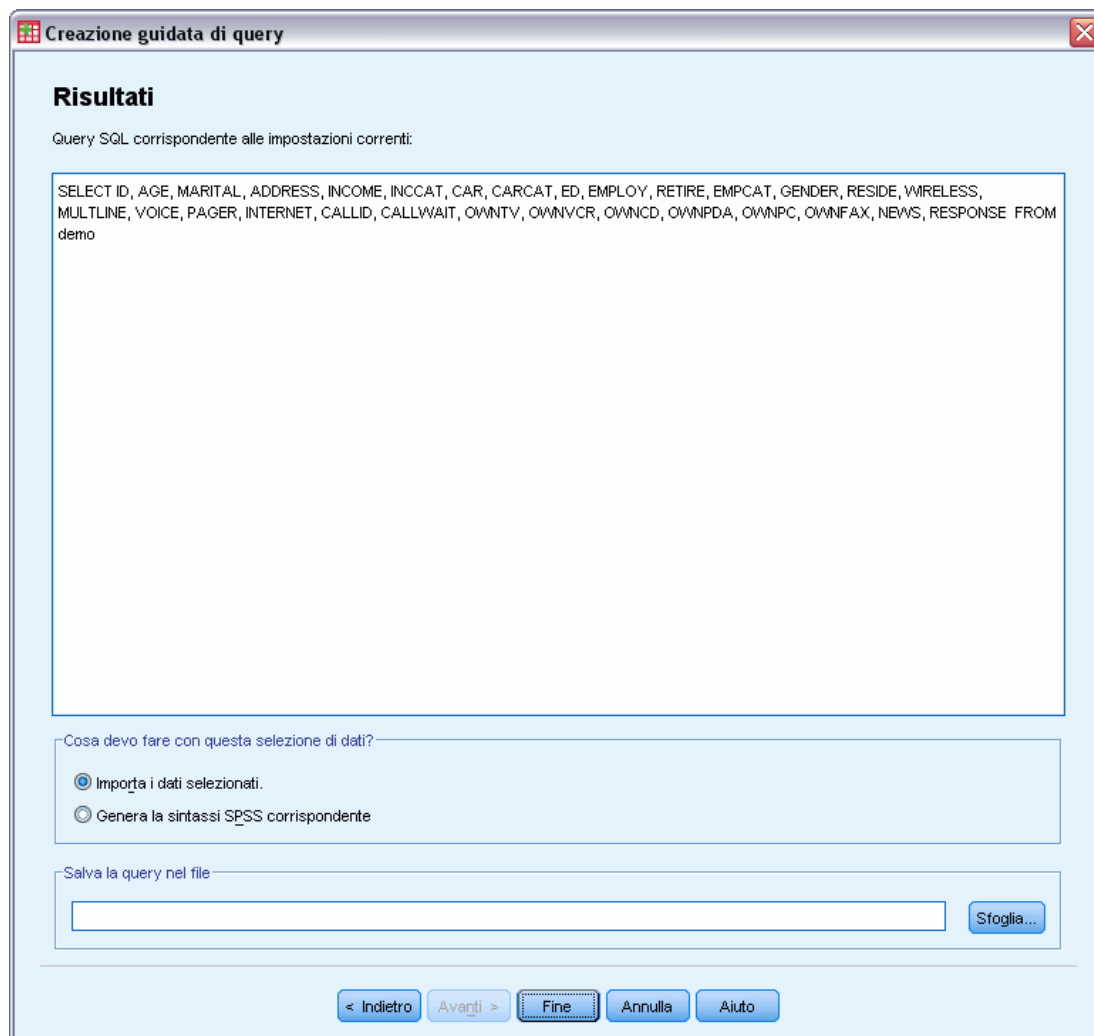 Creazione guidata di query
Risultati
Query SQL corrispondente alle impostazioni correnti:
SELECT ID, AGE, MARITAL, ADDRESS, INCOME, INCCAT, CAR, CARCAT, ED, EMPLOY, RETIRE, EMPCAT, GENDER, RESIDE, WIRELESS,
MULTLINE, VOICE, PAGER, INTERNET, CALLID, CALLWAIT, OWNTV, OWNVCR, OWNCD, OWNPDA, OWNPC, OWNFAX, NEWS, RESPONSE  FROM
demo
Cosa devo fare con questa selezione di dati?
Importa i dati selezionati.
Genera la sintassi SPSS corrispondente
Salva la query nel file
Sfoglia...
< Indietro Avanti > Fine Annulla Aiuto